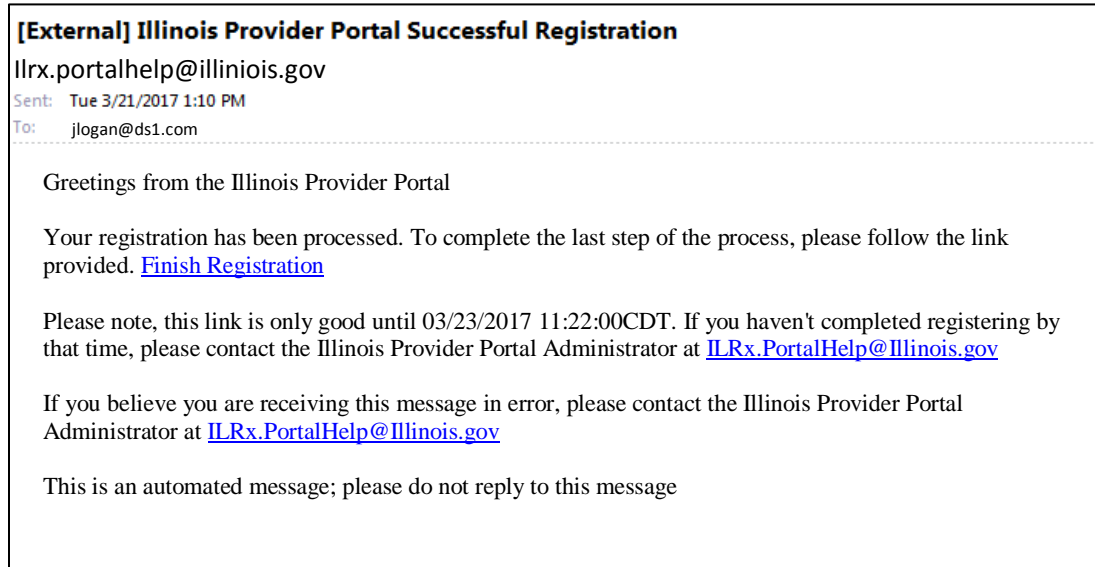 [External] Illinois Provider Portal Successful Registration
Ilrx.portalhelp@illiniois.gov
Sent: Tue 3/21/2017 1:10 PM
To: jlogan@ds1.com
Greetings from the Illinois Provider Portal
Your registration has been processed. To complete the last step of the process, please follow the link
provided. Finish Registration
Please note, this link is only good until 03/23/2017 11:22:00CDT. If you haven't completed registering by
that time, please contact the Illinois Provider Portal Administrator at ILRx.PortalHelp@Illinois.gov
If you believe you are receiving this message in error, please contact the Illinois Provider Portal
Administrator at ILRx.PortalHelp@Illinois.gov
This is an automated message; please do not reply to this message